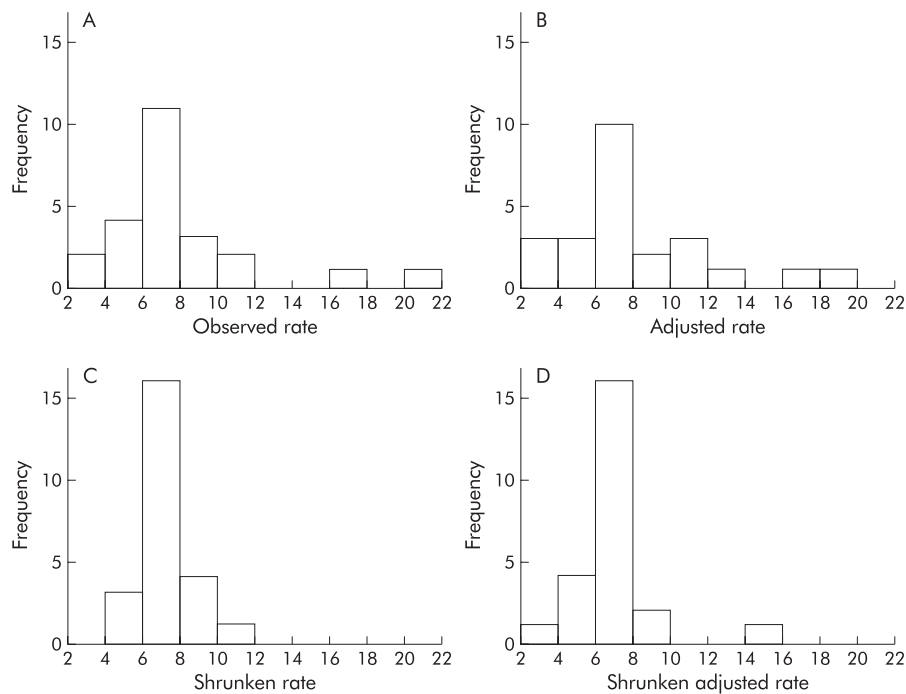 A
15
10
5
0
Frequency
2 4 6 8 10 12 14 16 18 20 22
Observed rate
B
15
10
5
0
Frequency
2 4 6 8 10 12 14 16 18 20 22
Adjusted rate
C
15
10
5
0
Frequency
2 4 6 8 10 12 14 16 18 20 22
Shrunken rate
D
15
10
5
0
Frequency
2 4 6 8 10 12 14 16 18 20 22
Shrunken adjusted rate